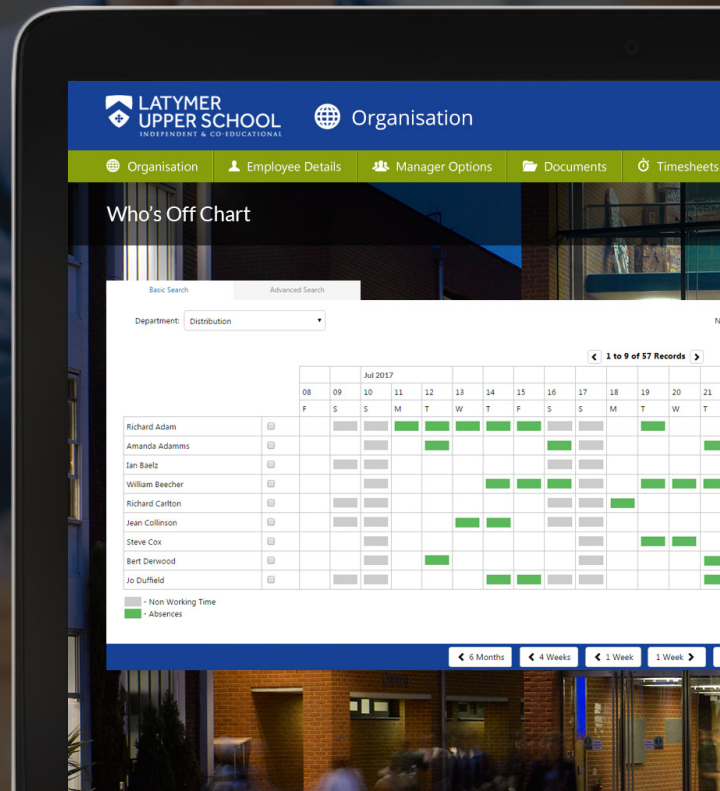 LATYMER
UPPER SCHOOL
INDEPENDENT & CO-EDUCATIONAL
Organisation
Organisation Employee Details Manager Options Documents Timesheets
Who's Off Chart
Basic Search Advanced Search
Department: Distribution N
1 to 9 of 57 Records
Jul 2017
08 09 10 11 12 13 14 15 16 17 18 19 20 21
F S S M T W T F S S M T W T
Richard Adam
Amanda Adamms
Ian Baelz
William Beecher
Richard Carlton
Jean Collinson
Steve Cox
Bert Derwood
Jo Duffield
- Non Working Time
- Absences
6 Months 4 Weeks 1 Week 1 Week